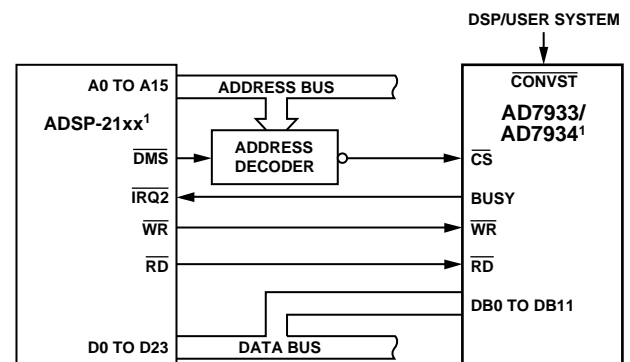 DSP/USER SYSTEM
A0 TO A15
ADDRESS BUS
CONVST
ADSP-21xx¹
AD7933/
AD7934¹
DMS
ADDRESS
DECODER
CS
IRQ2
BUSY
WR
WR
RD
RD
DB0 TO DB11
D0 TO D23
DATA BUS